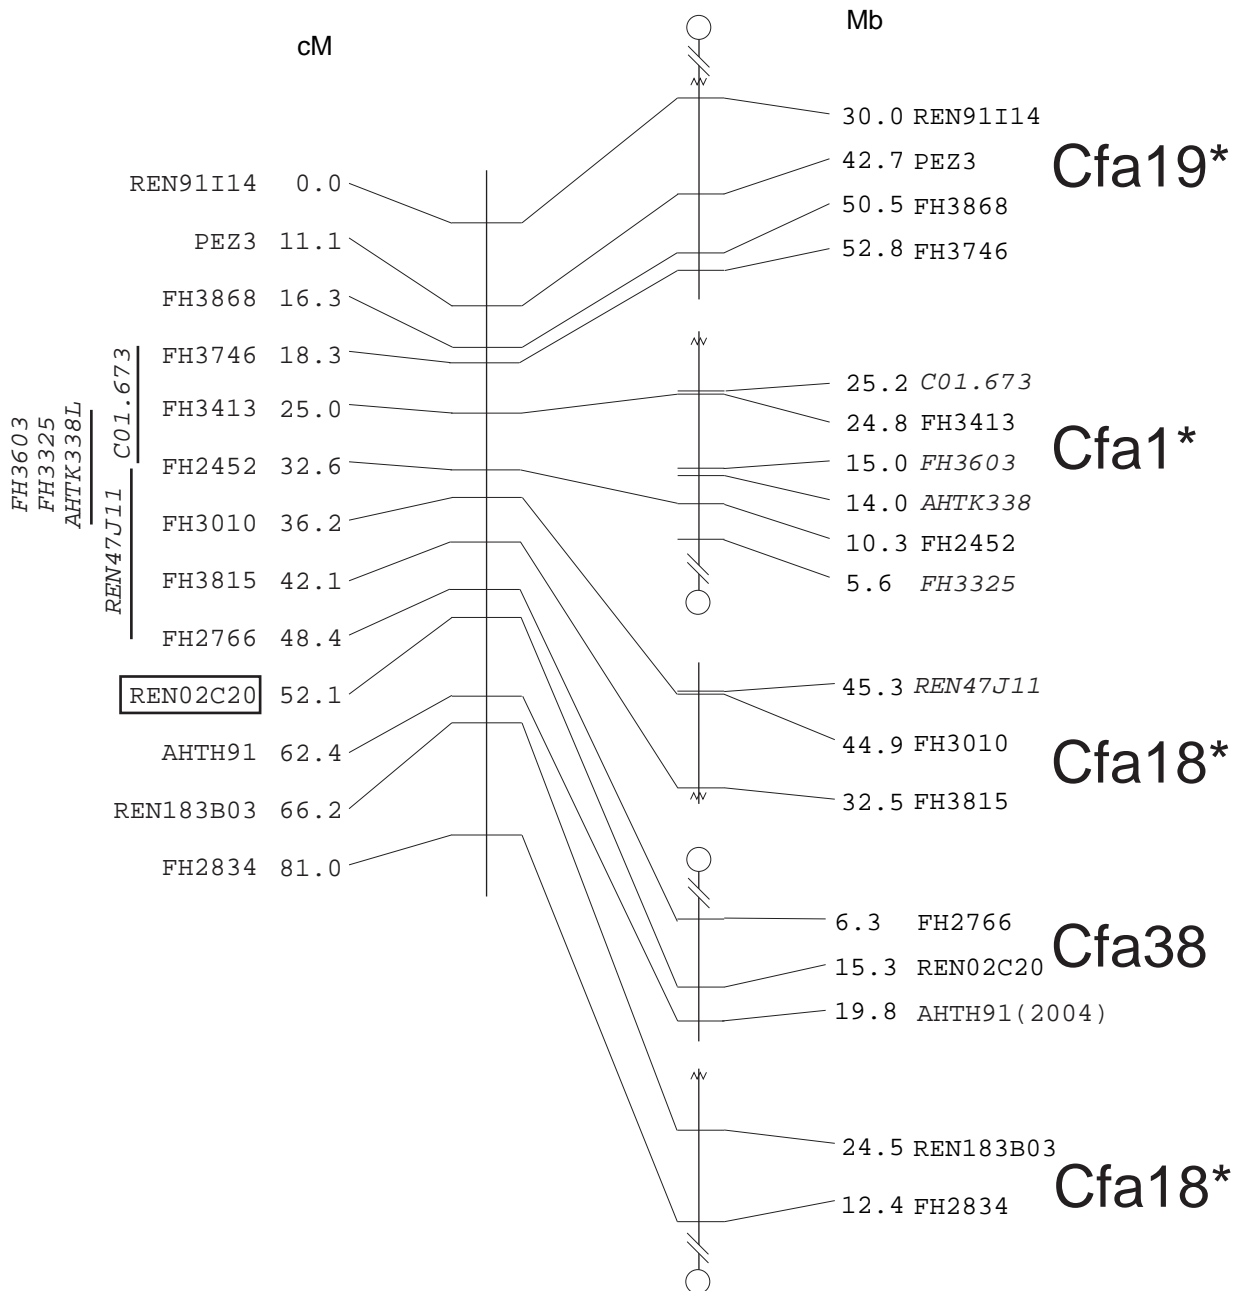 cM
Mb
REN91I14 0.0
PEZ3 11.1
FH3868 16.3
FH3746 18.3
FH3413 25.0
FH2452 32.6
FH3010 36.2
FH3815 42.1
FH2766 48.4
REN02C20 52.1
AHTH91 62.4
REN183B03 66.2
FH2834 81.0
FH3603
FH3325
AHTK338L
REN47J11
C01.673
30.0 REN91I14
42.7 PEZ3
50.5 FH3868
52.8 FH3746
Cfa19*
25.2 C01.673
24.8 FH3413
15.0 FH3603
14.0 AHTK338
10.3 FH2452
5.6 FH3325
Cfa1*
45.3 REN47J11
44.9 FH3010
32.5 FH3815
Cfa18*
6.3 FH2766
15.3 REN02C20
19.8 AHTH91(2004)
Cfa38
24.5 REN183B03
12.4 FH2834
Cfa18*